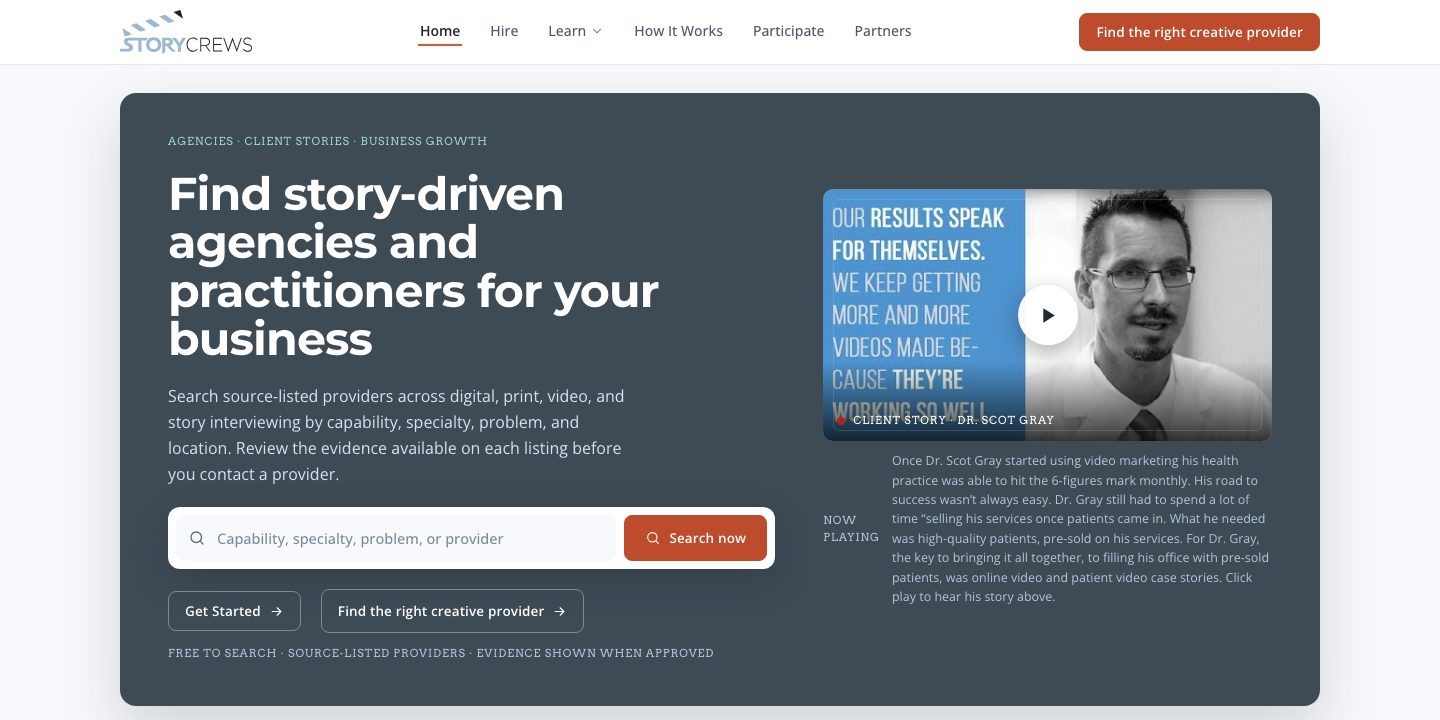 STORYCREWS
Home
Hire
Learn
How It Works
Participate
Partners
Find the right creative provider
AGENCIES · CLIENT STORIES · BUSINESS GROWTH
Find story-driven
agencies and
practitioners for your
business
Search source-listed providers across digital, print, video, and
story interviewing by capability, specialty, problem, and
location. Review the evidence available on each listing before
you contact a provider.
Capability, specialty, problem, or provider
Search now
Get Started →
Find the right creative provider →
FREE TO SEARCH · SOURCE-LISTED PROVIDERS · EVIDENCE SHOWN WHEN APPROVED
OUR RESULTS SPEAK
FOR THEMSELVES.
WE KEEP GETTING
MORE AND MORE
VIDEOS MADE BE-
CAUSE THEY'RE
WORKING SO WELL
CLIENT STORY · DR. SCOT GRAY
NOW
PLAYING
Once Dr. Scot Gray started using video marketing his health
practice was able to hit the 6-figures mark monthly. His road to
success wasn’t always easy. Dr. Gray still had to spend a lot of
time “selling his services once patients came in. What he needed
was high-quality patients, pre-sold on his services. For Dr. Gray,
the key to bringing it all together, to filling his office with pre-sold
patients, was online video and patient video case stories. Click
play to hear his story above.